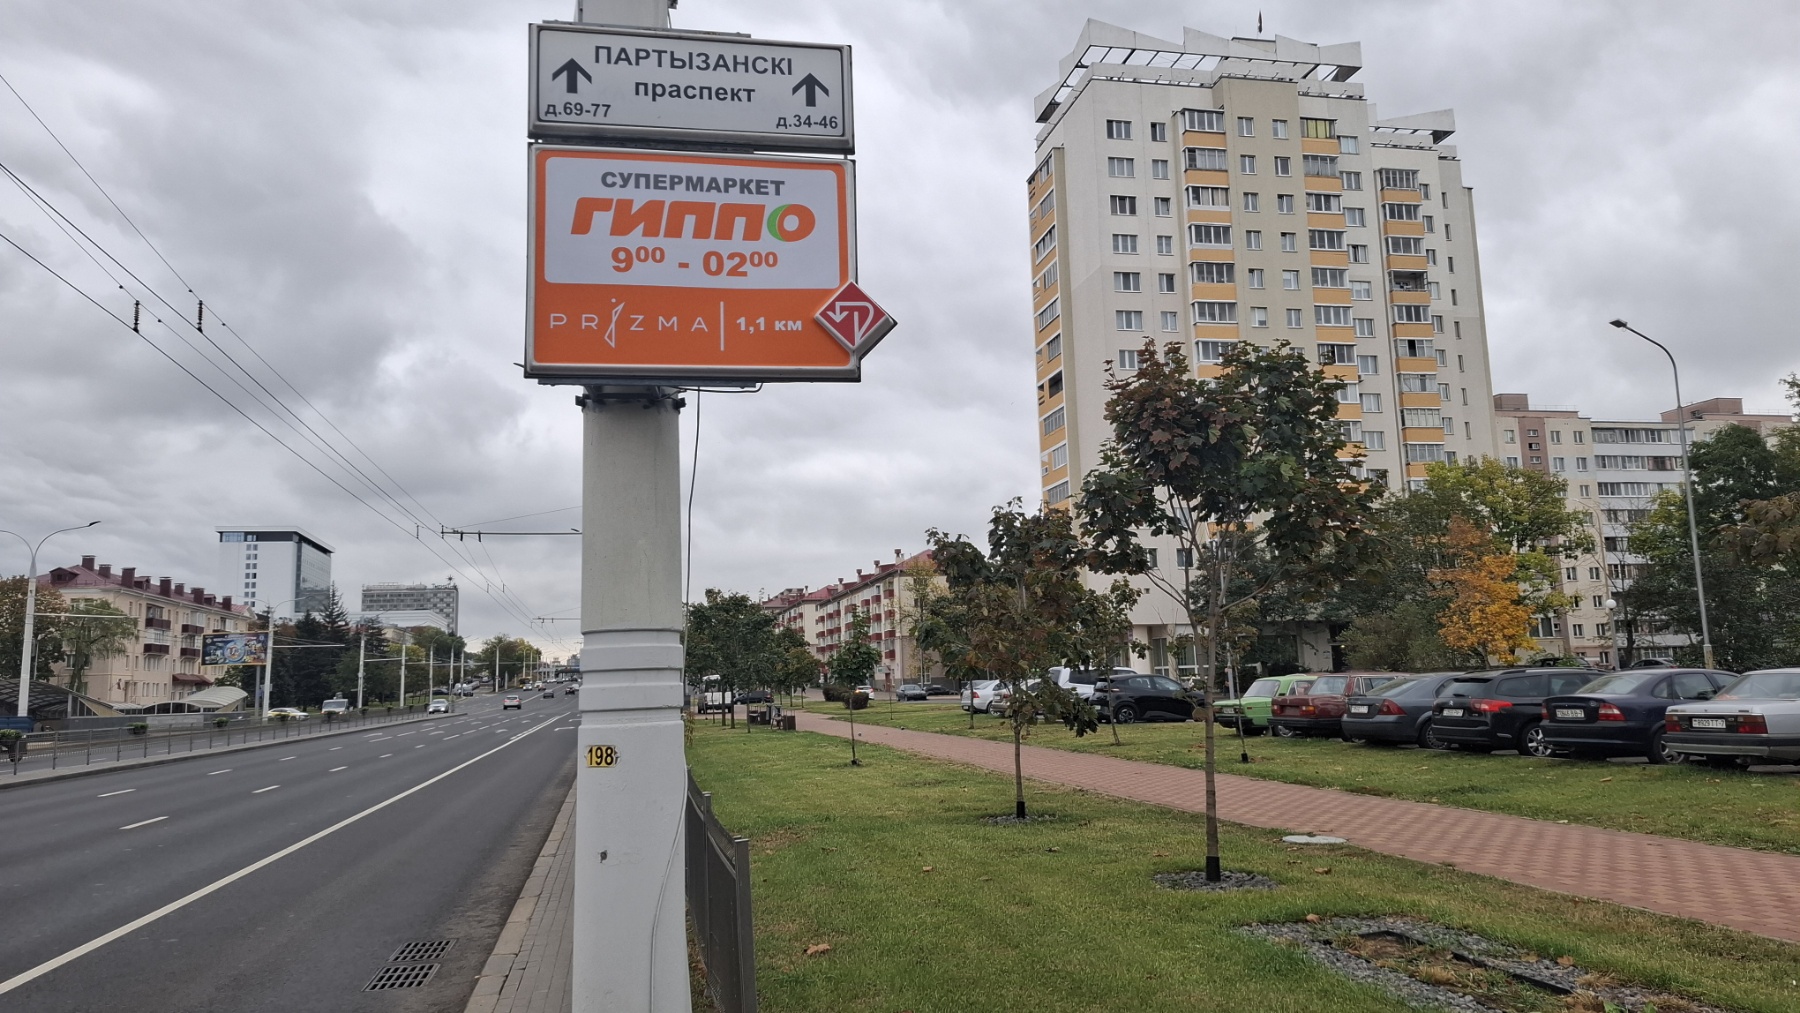 ПАРТЫЗАНСКІ
праспект
д.69-77
д.34-46
СУПЕРМАРКЕТ
ГИППО
9⁰⁰ - 02⁰⁰
PRIZMA 1,1 км
198